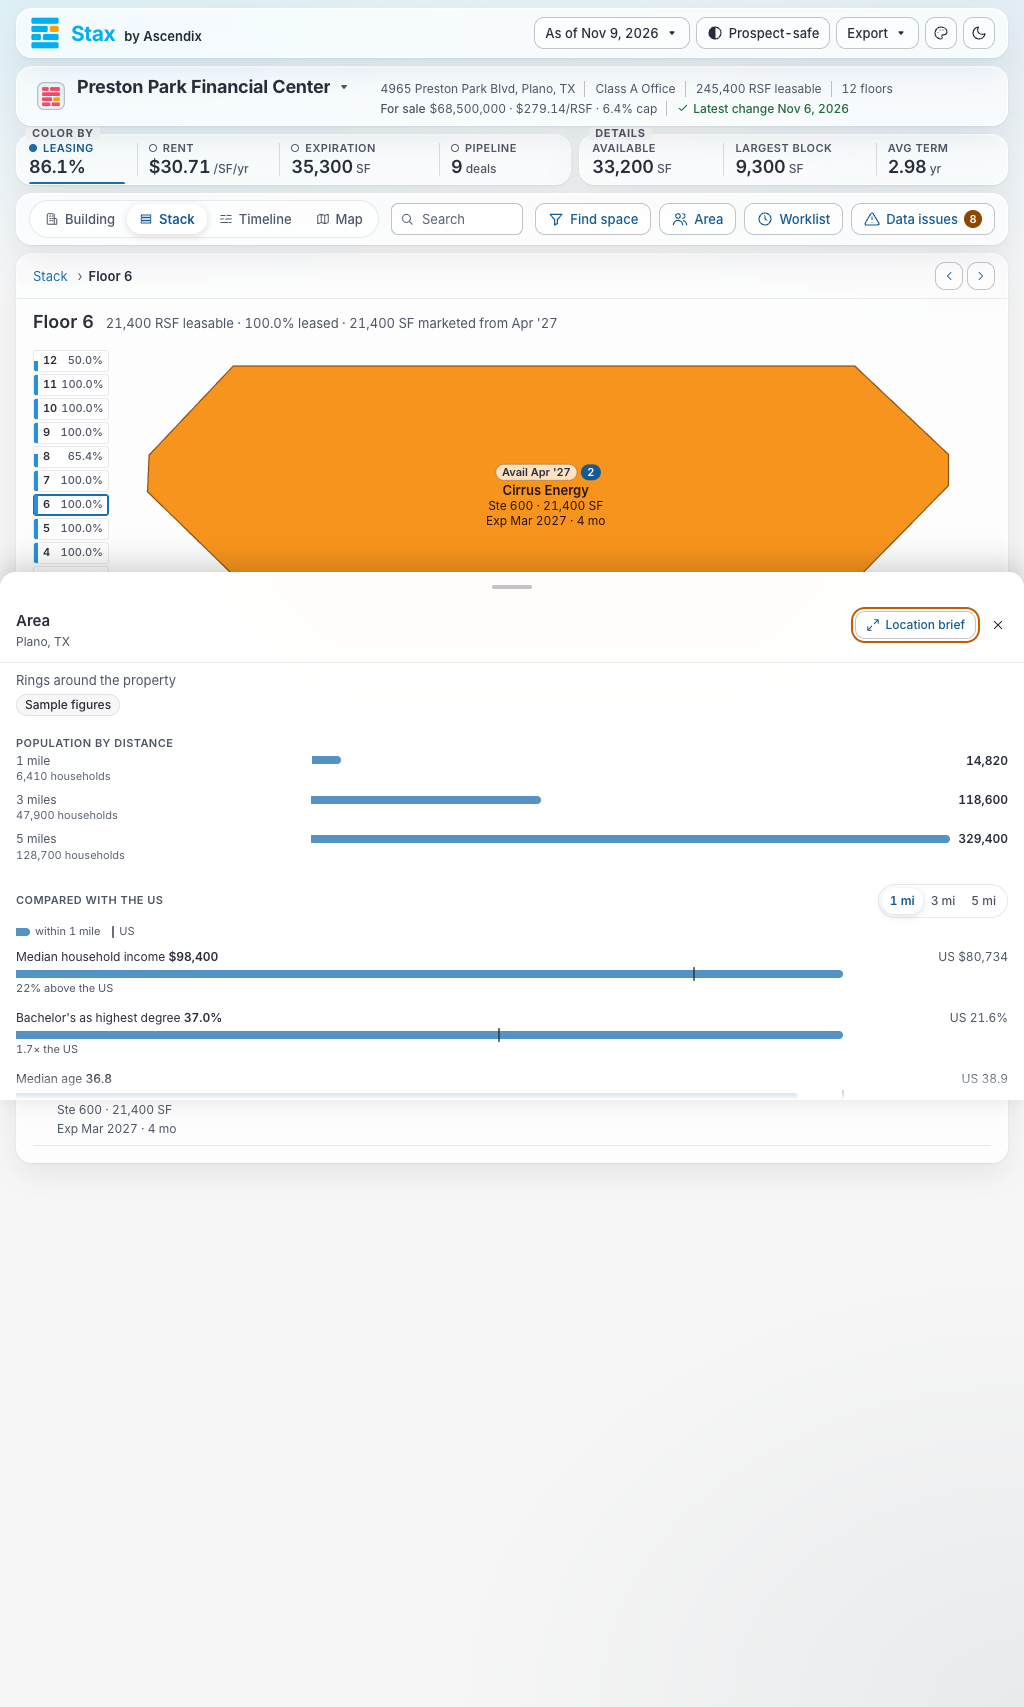 Stax by Ascendix
As of Nov 9, 2026
Prospect-safe
Export
Preston Park Financial Center
4965 Preston Park Blvd, Plano, TX
Class A Office
245,400 RSF leasable
12 floors
For sale $68,500,000 · $279.14/RSF · 6.4% cap
Latest change Nov 6, 2026
COLOR BY
LEASING
86.1%
RENT
$30.71 /SF/yr
EXPIRATION
35,300 SF
PIPELINE
9 deals
DETAILS
AVAILABLE
33,200 SF
LARGEST BLOCK
9,300 SF
AVG TERM
2.98 yr
Building
Stack
Timeline
Map
Search
Find space
Area
Worklist
Data issues 8
Stack › Floor 6
Floor 6
21,400 RSF leasable · 100.0% leased · 21,400 SF marketed from Apr '27
12 50.0%
11 100.0%
10 100.0%
9 100.0%
8 65.4%
7 100.0%
6 100.0%
5 100.0%
4 100.0%
Avail Apr '27 2
Cirrus Energy
Ste 600 · 21,400 SF
Exp Mar 2027 · 4 mo
Area
Plano, TX
Location brief
Rings around the property
Sample figures
POPULATION BY DISTANCE
1 mile 14,820
6,410 households
3 miles 118,600
47,900 households
5 miles 329,400
128,700 households
COMPARED WITH THE US
1 mi 3 mi 5 mi
within 1 mile US
Median household income $98,400 US $80,734
22% above the US
Bachelor's as highest degree 37.0% US 21.6%
1.7× the US
Median age 36.8 US 38.9
Ste 600 · 21,400 SF
Exp Mar 2027 · 4 mo